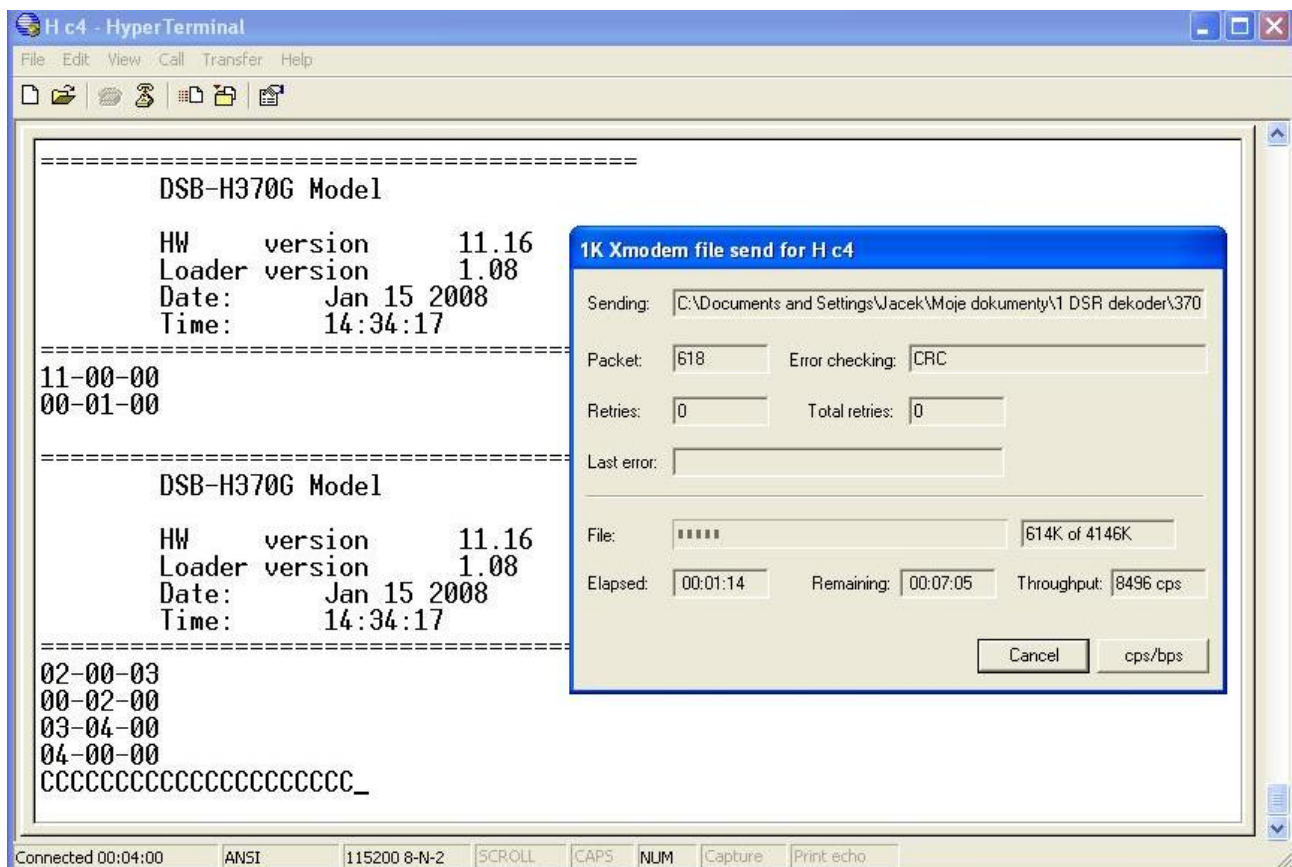 H c4 - HyperTerminal
File Edit View Call Transfer Help
========================================
DSB-H370G Model
HW version 11.16
Loader version 1.08
Date: Jan 15 2008
Time: 14:34:17
====================================
11-00-00
00-01-00
====================================
DSB-H370G Model
HW version 11.16
Loader version 1.08
Date: Jan 15 2008
Time: 14:34:17
====================================
02-00-03
00-02-00
03-04-00
04-00-00
CCCCCCCCCCCCCCCCCCCCC_
1K Xmodem file send for H c4
Sending: C:\Documents and Settings\Jacek\Moje dokumenty\1 DSR dekoder\370
Packet: 618 Error checking: CRC
Retries: 0 Total retries: 0
Last error:
File: 614K of 4146K
Elapsed: 00:01:14 Remaining: 00:07:05 Throughput: 8496 cps
Cancel cps/bps
Connected 00:04:00 ANSI 115200 8-N-2 SCROLL CAPS NUM Capture Print echo